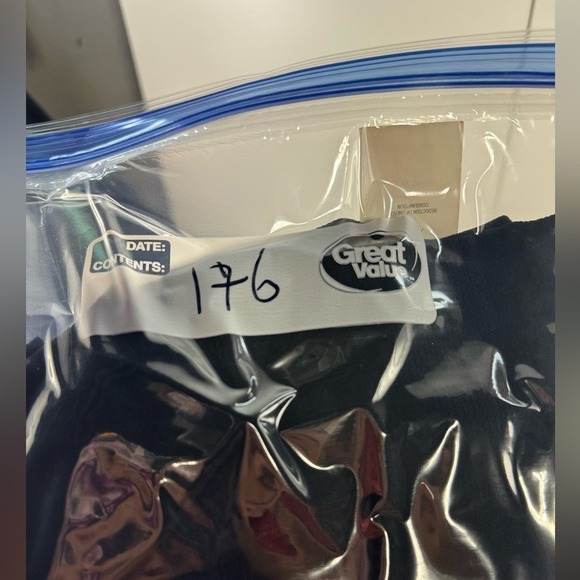 DATE:
CONTENTS:
176
Great
Value